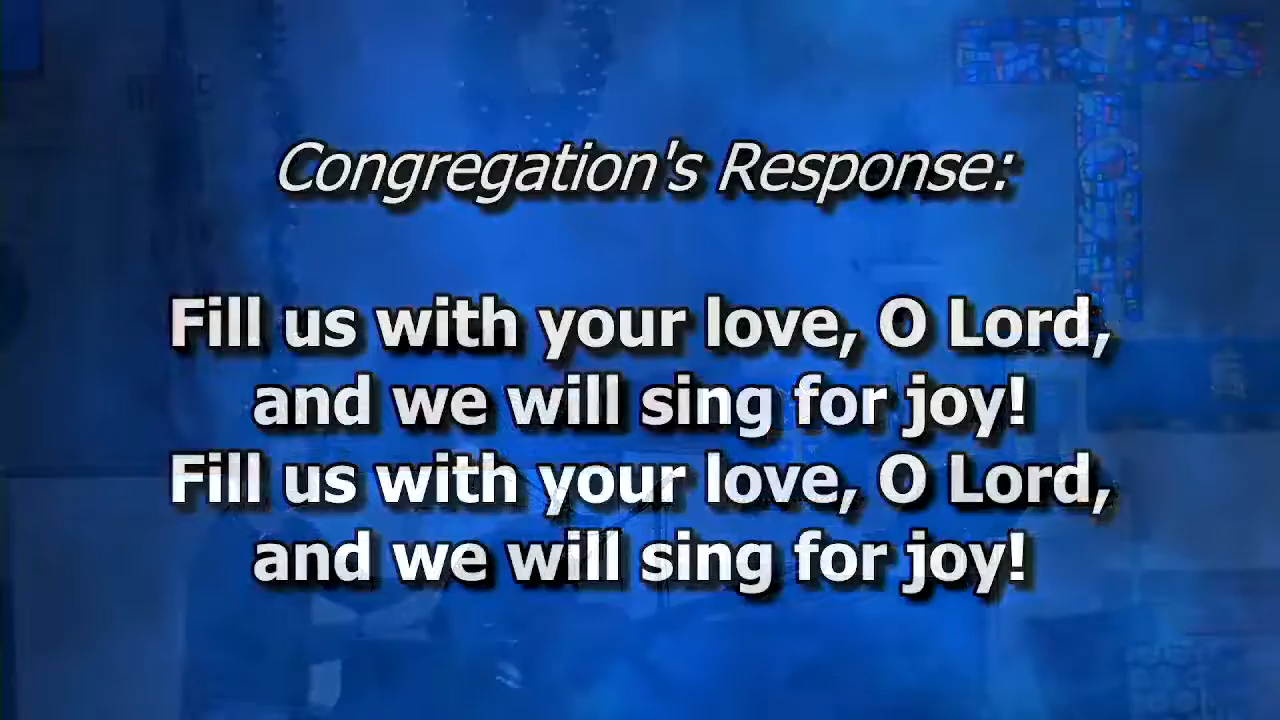 Congregation's Response:
Fill us with your love, O Lord,
and we will sing for joy!
Fill us with your love, O Lord,
and we will sing for joy!